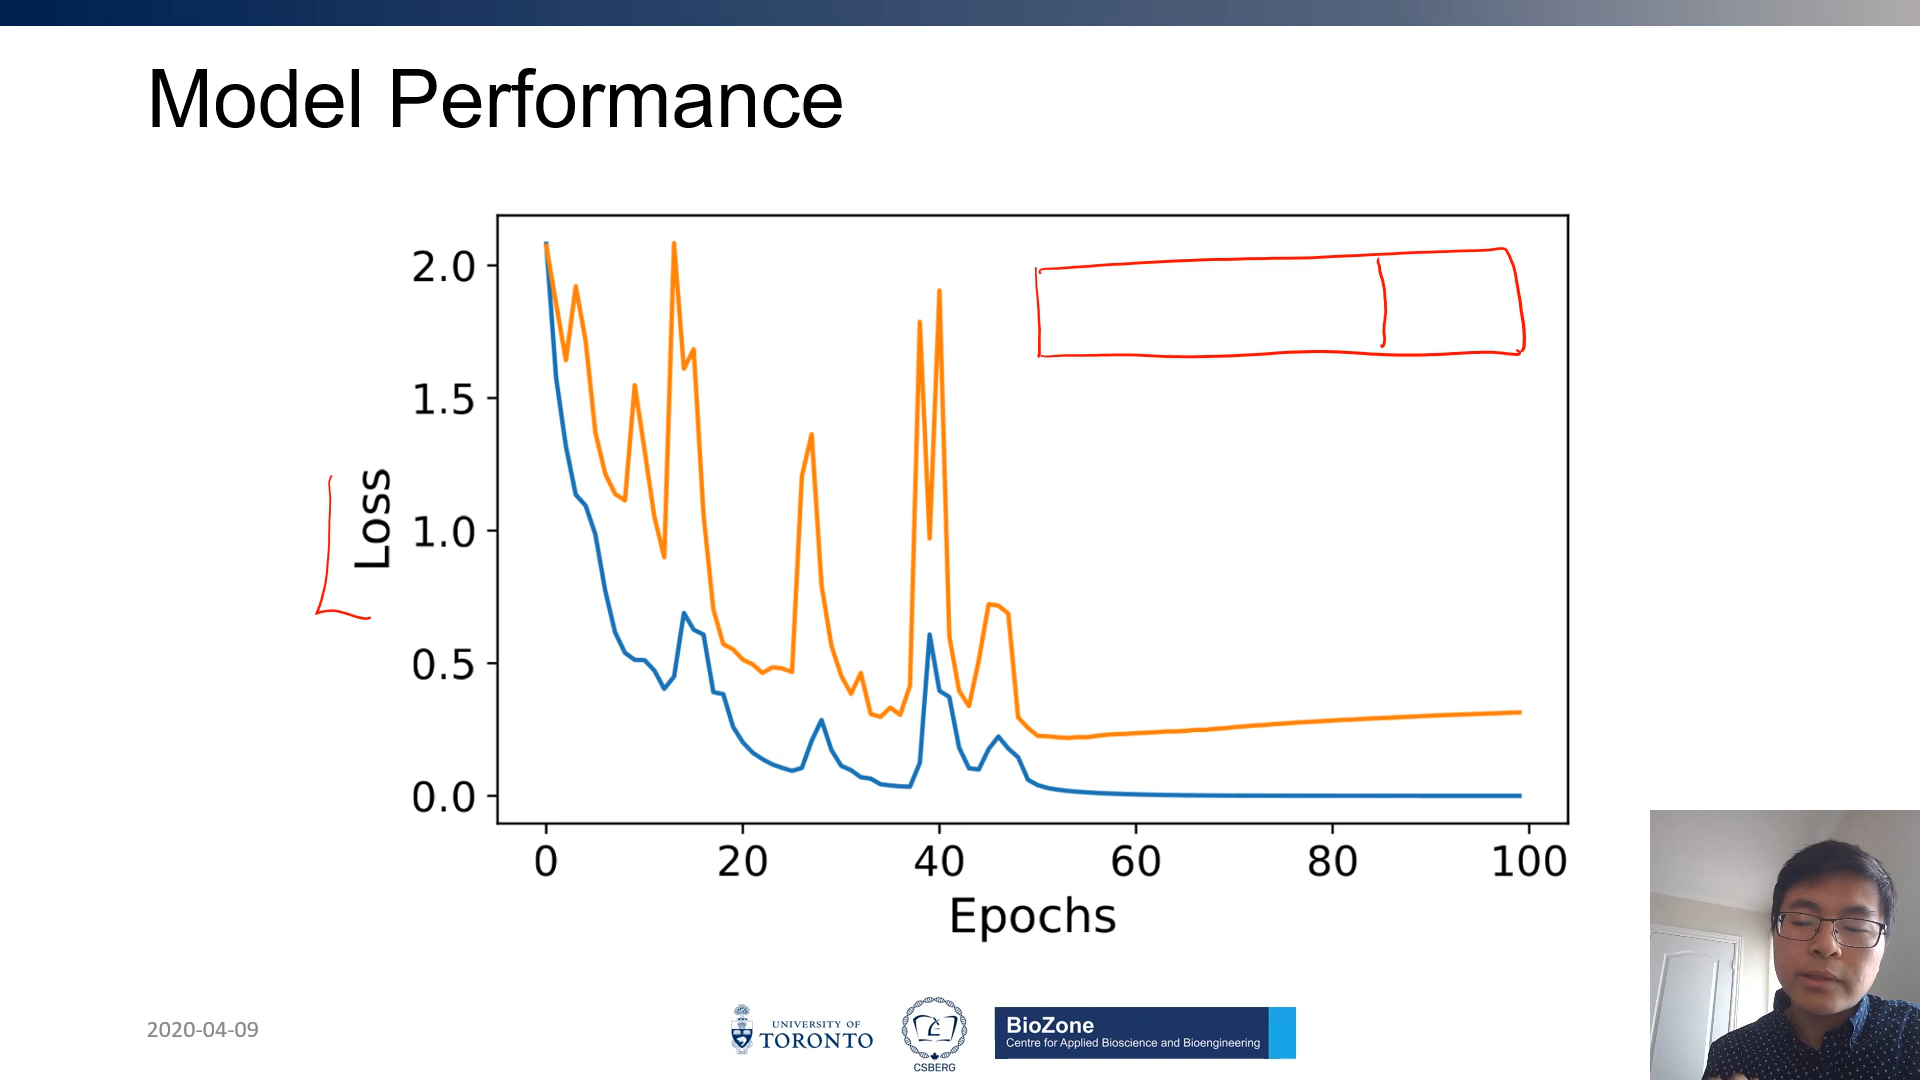 Model Performance
2.0
1.5
1.0
0.5
0.0
Loss
0 20 40 60 80 100
Epochs
2020-04-09
UNIVERSITY OF
TORONTO
CSBERG
BioZone
Centre for Applied Bioscience and Bioengineering